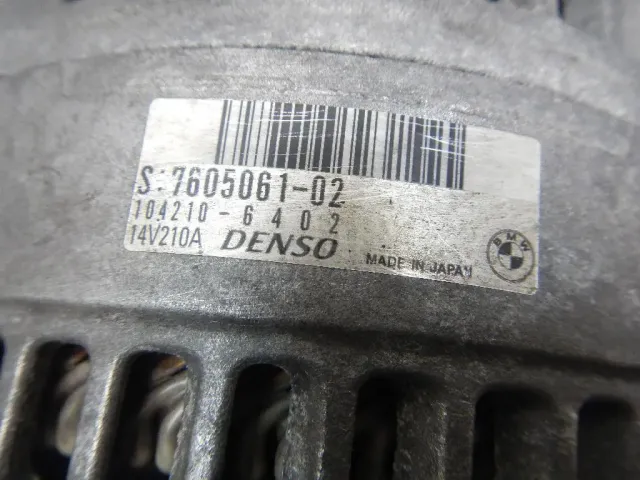 S:7605061-02
104210-6402
14V210A DENSO MADE IN JAPAN BMW